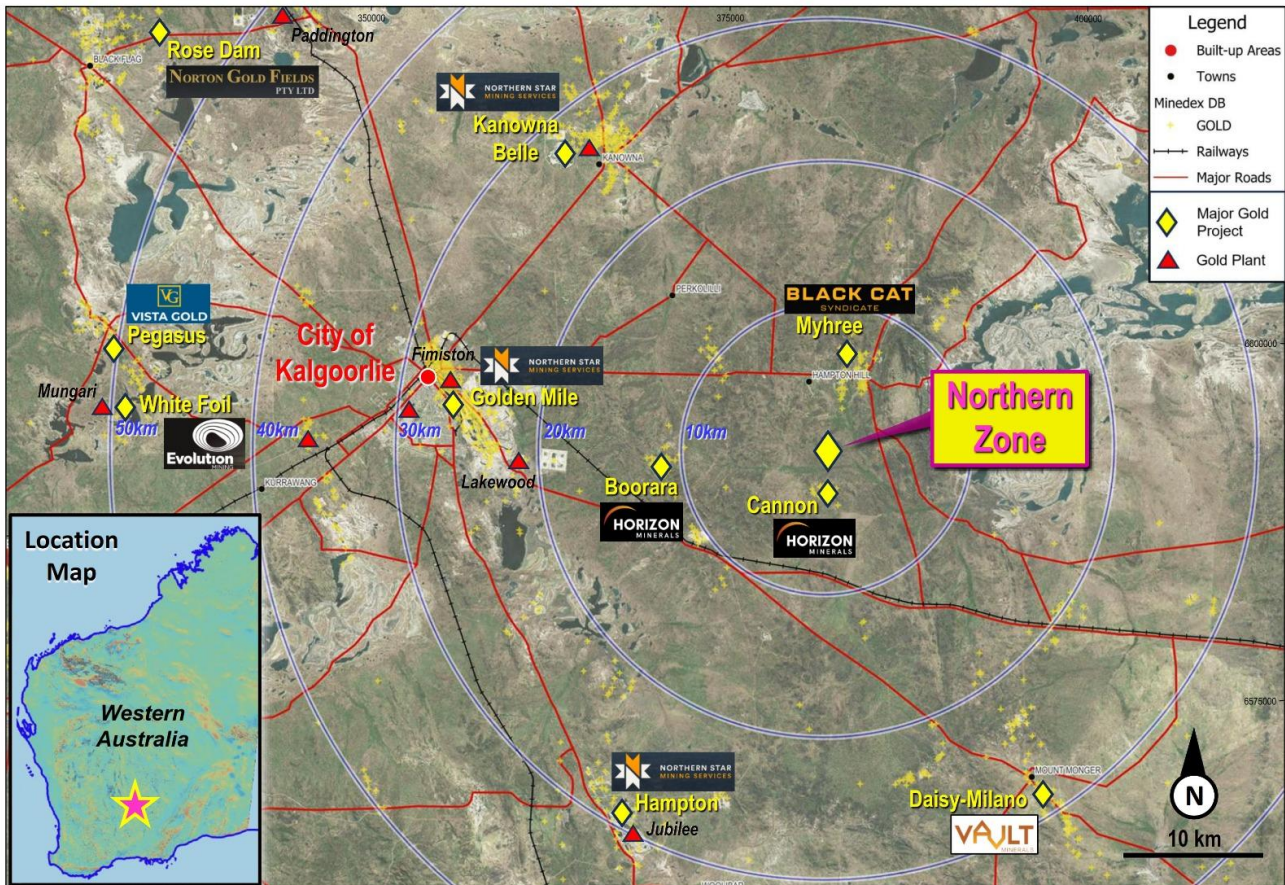 350000
375000
400000
Legend
Built-up Areas
Towns
Minedex DB
GOLD
Railways
Major Roads
Major Gold
Project
Gold Plant
Paddington
Rose Dam
BLACK FLAG
NORTON GOLD FIELDS
PTY LTD
NORTHERN STAR
MINING SERVICES
Kanowna
Belle
KANOWNA
VG
VISTA GOLD
Pegasus
PERKOLILLI
BLACK CAT
SYNDICATE
Myhree
City of
Kalgoorlie
Fimiston
NORTHERN STAR
MINING SERVICES
6600000
HAMPTON HILL
Mungari
White Foil
Golden Mile
Northern
Zone
50km
40km
30km
20km
10km
Evolution
MINING
Lakewood
Boorara
Cannon
KURRAWANG
HORIZON
MINERALS
HORIZON
MINERALS
Location
Map
Western
Australia
6575000
NORTHERN STAR
MINING SERVICES
MOUNT MONGER
Hampton
Daisy-Milano
Jubilee
VAULT
MINERALS
N
10 km